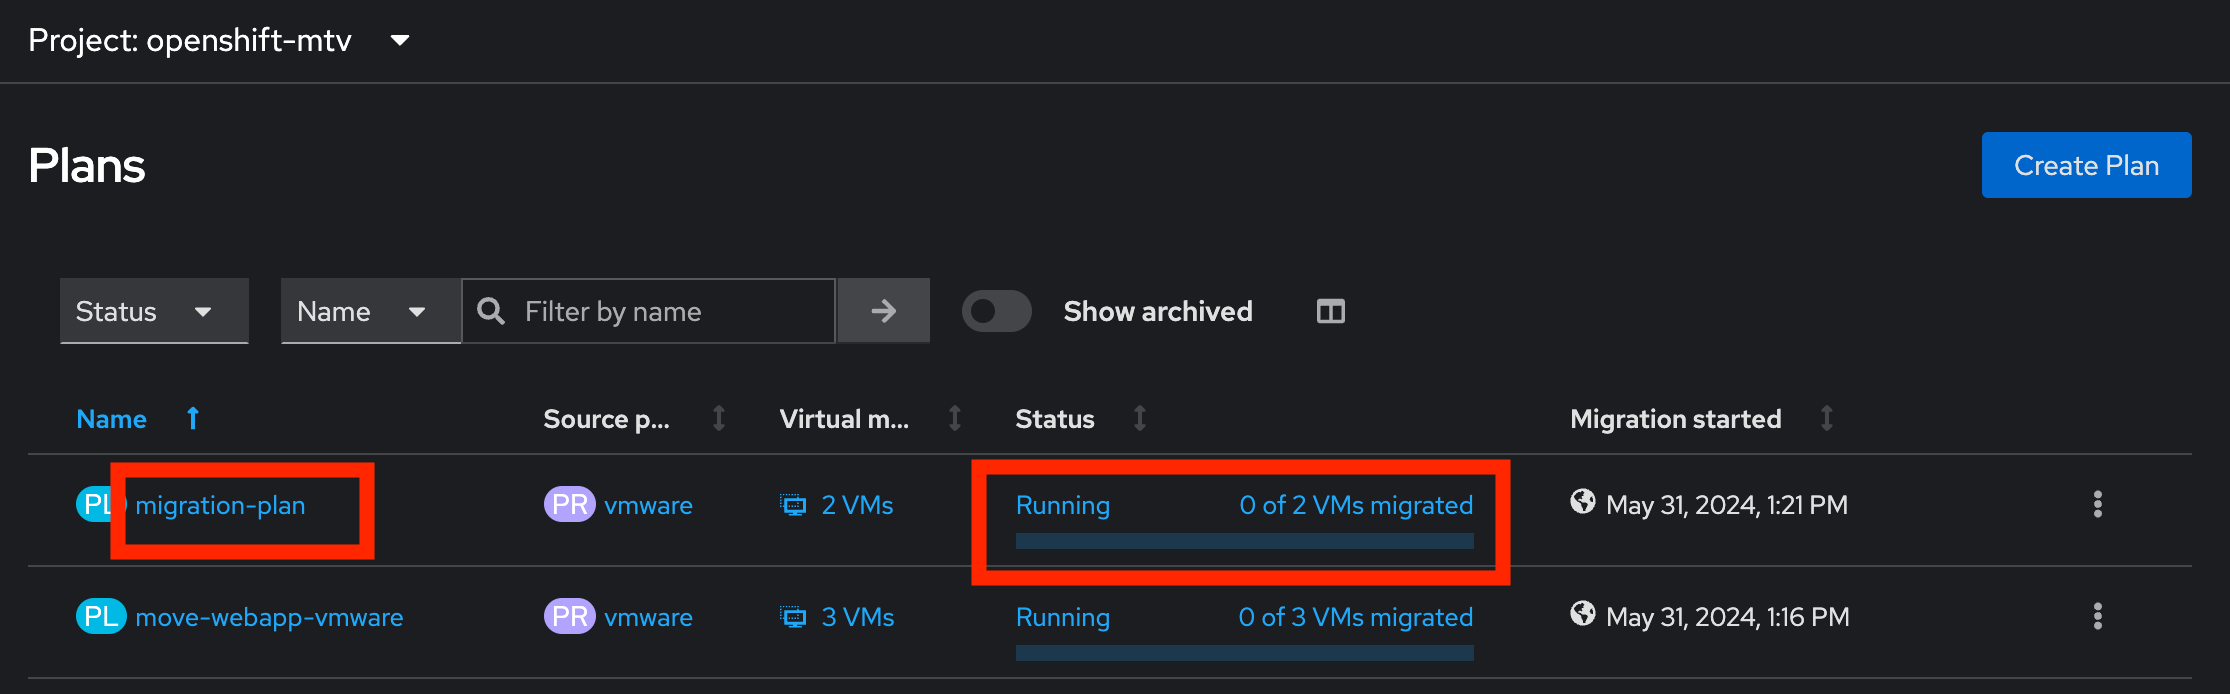 Project: openshift-mtv
Plans
Create Plan
Status
Name
Filter by name
Show archived
Name Source p... Virtual m... Status Migration started
PL migration-plan PR vmware 2 VMs Running 0 of 2 VMs migrated May 31, 2024, 1:21 PM
PL move-webapp-vmware PR vmware 3 VMs Running 0 of 3 VMs migrated May 31, 2024, 1:16 PM